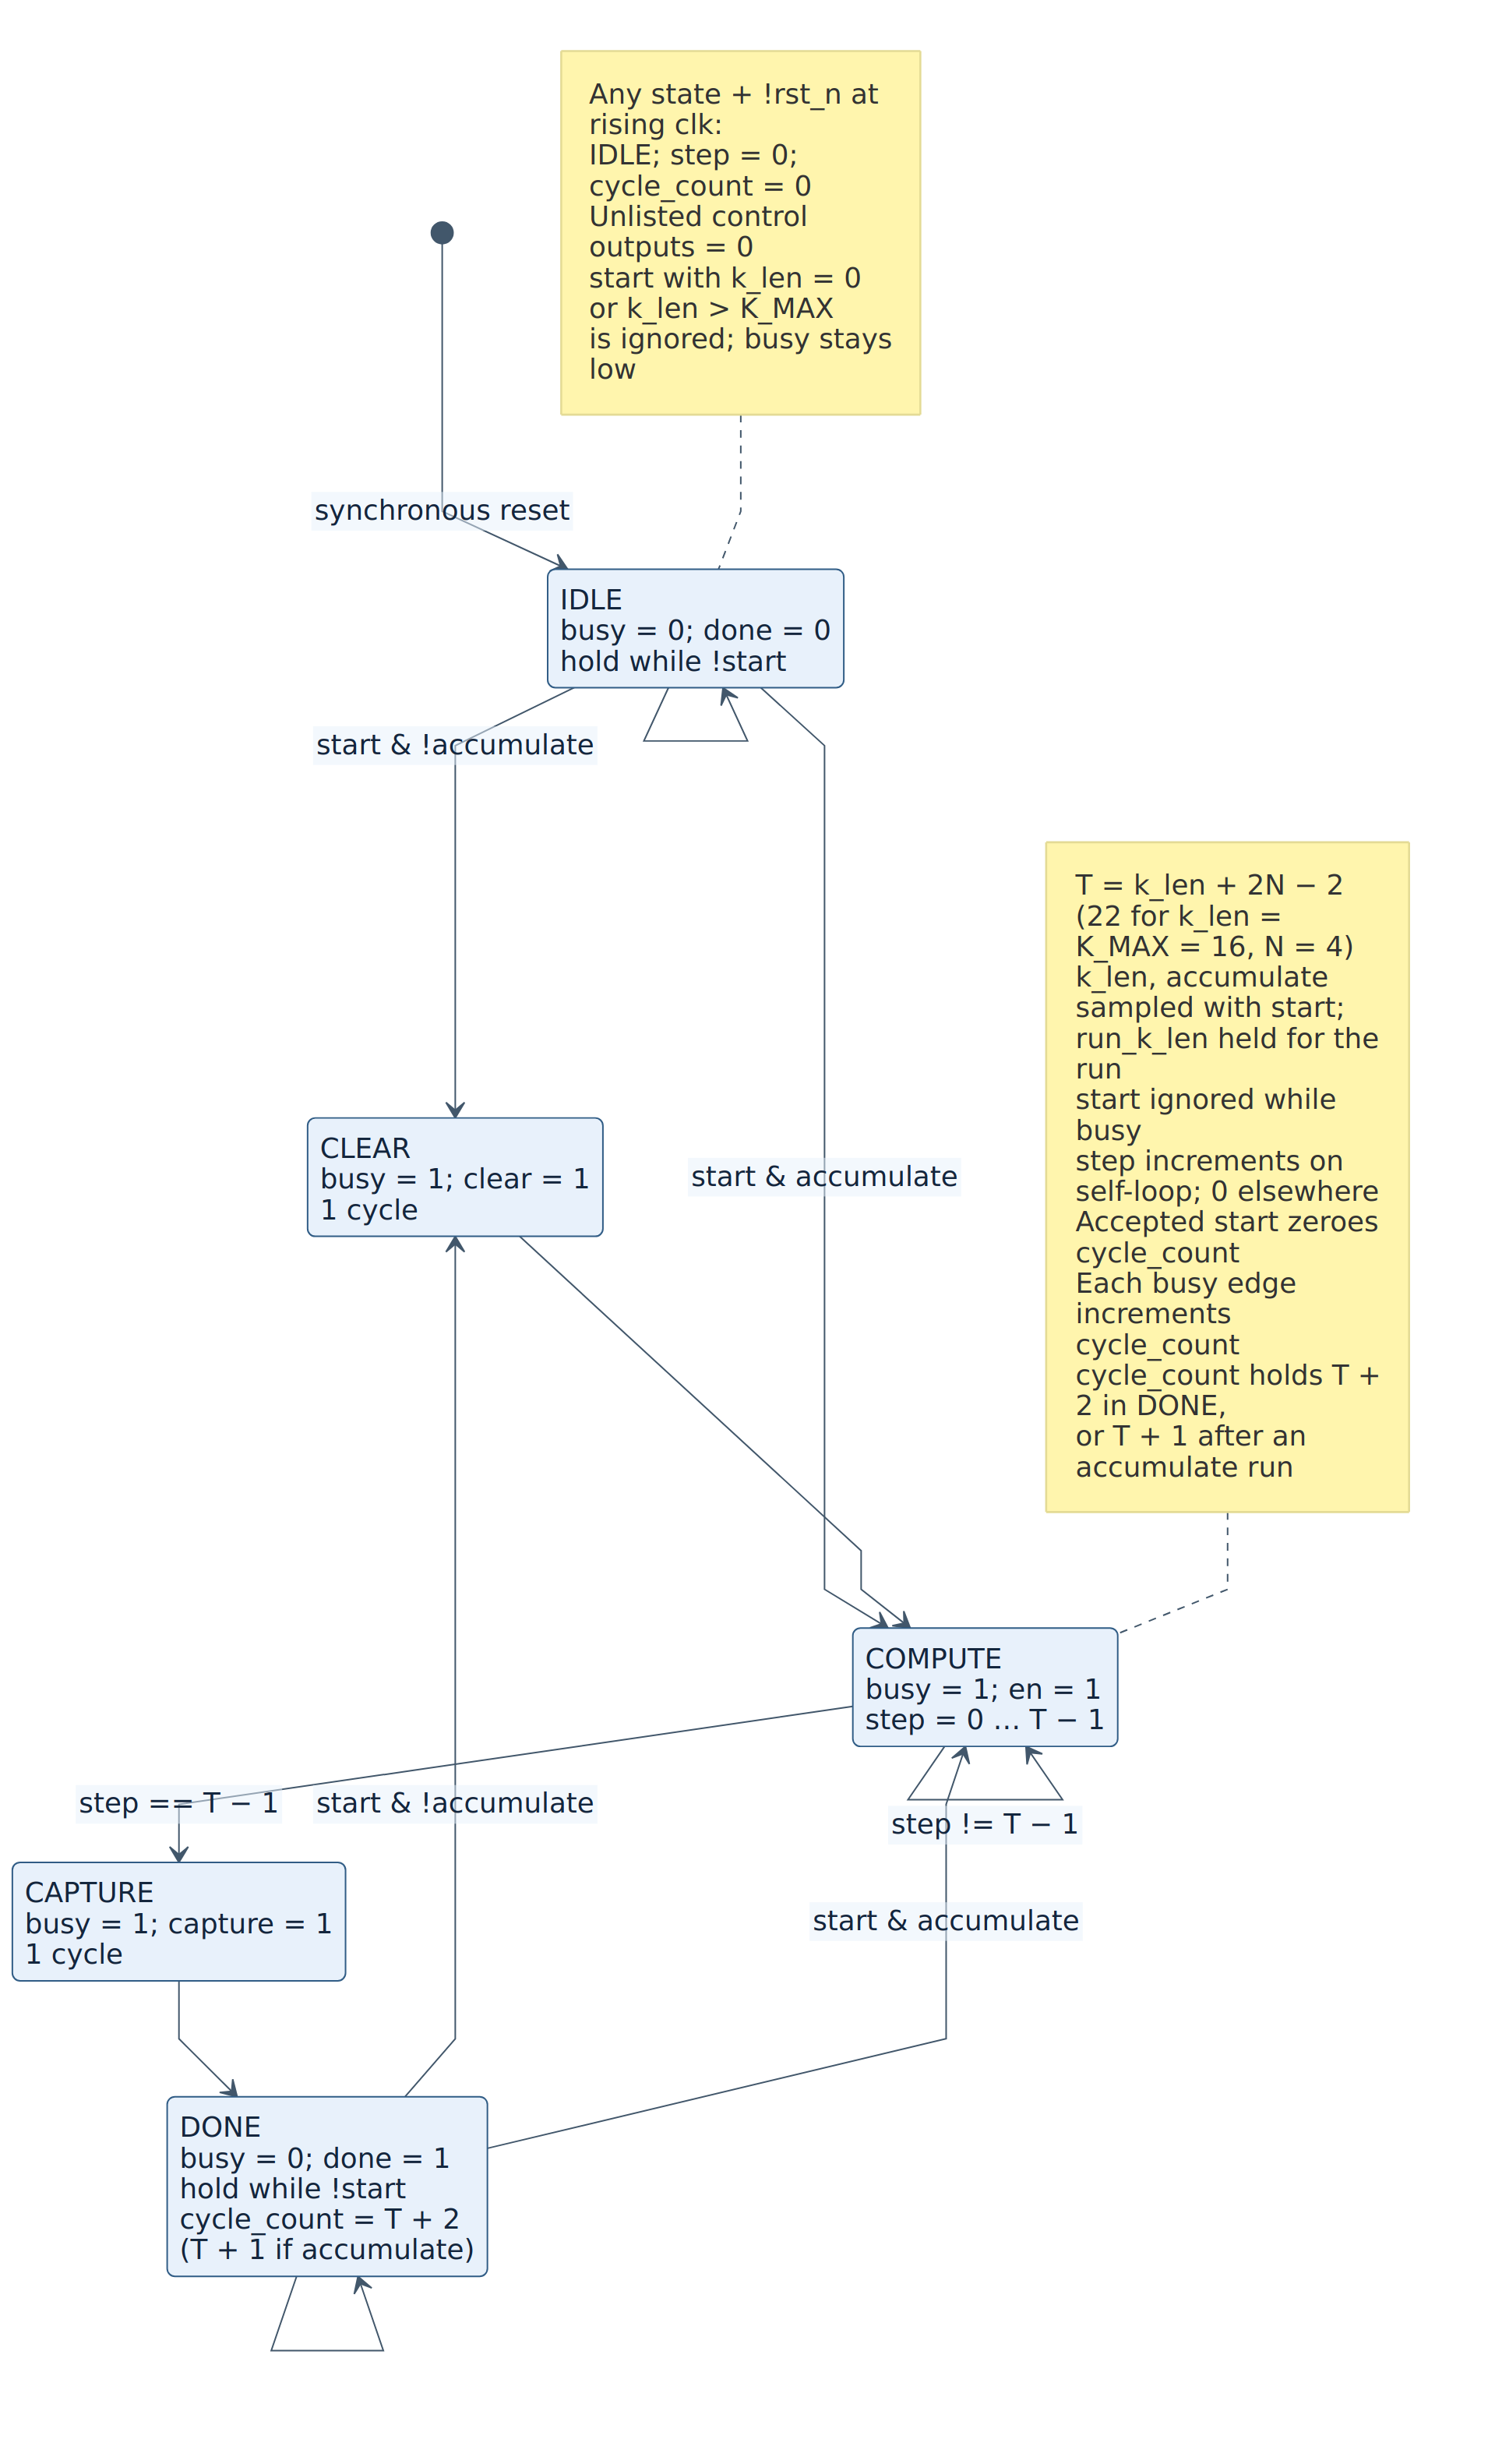 Any state + !rst_n at
rising clk:
IDLE; step = 0;
cycle_count = 0
Unlisted control
outputs = 0
start with k_len = 0
or k_len > K_MAX
is ignored; busy stays
low
synchronous reset
IDLE
busy = 0; done = 0
hold while !start
start & !accumulate
T = k_len + 2N − 2
(22 for k_len =
K_MAX = 16, N = 4)
k_len, accumulate
sampled with start;
run_k_len held for the
run
start ignored while
busy
step increments on
self-loop; 0 elsewhere
Accepted start zeroes
cycle_count
Each busy edge
increments
cycle_count
cycle_count holds T +
2 in DONE,
or T + 1 after an
accumulate run
CLEAR
busy = 1; clear = 1
1 cycle
start & accumulate
COMPUTE
busy = 1; en = 1
step = 0 … T − 1
step == T − 1
start & !accumulate
step != T − 1
CAPTURE
busy = 1; capture = 1
1 cycle
start & accumulate
DONE
busy = 0; done = 1
hold while !start
cycle_count = T + 2
(T + 1 if accumulate)